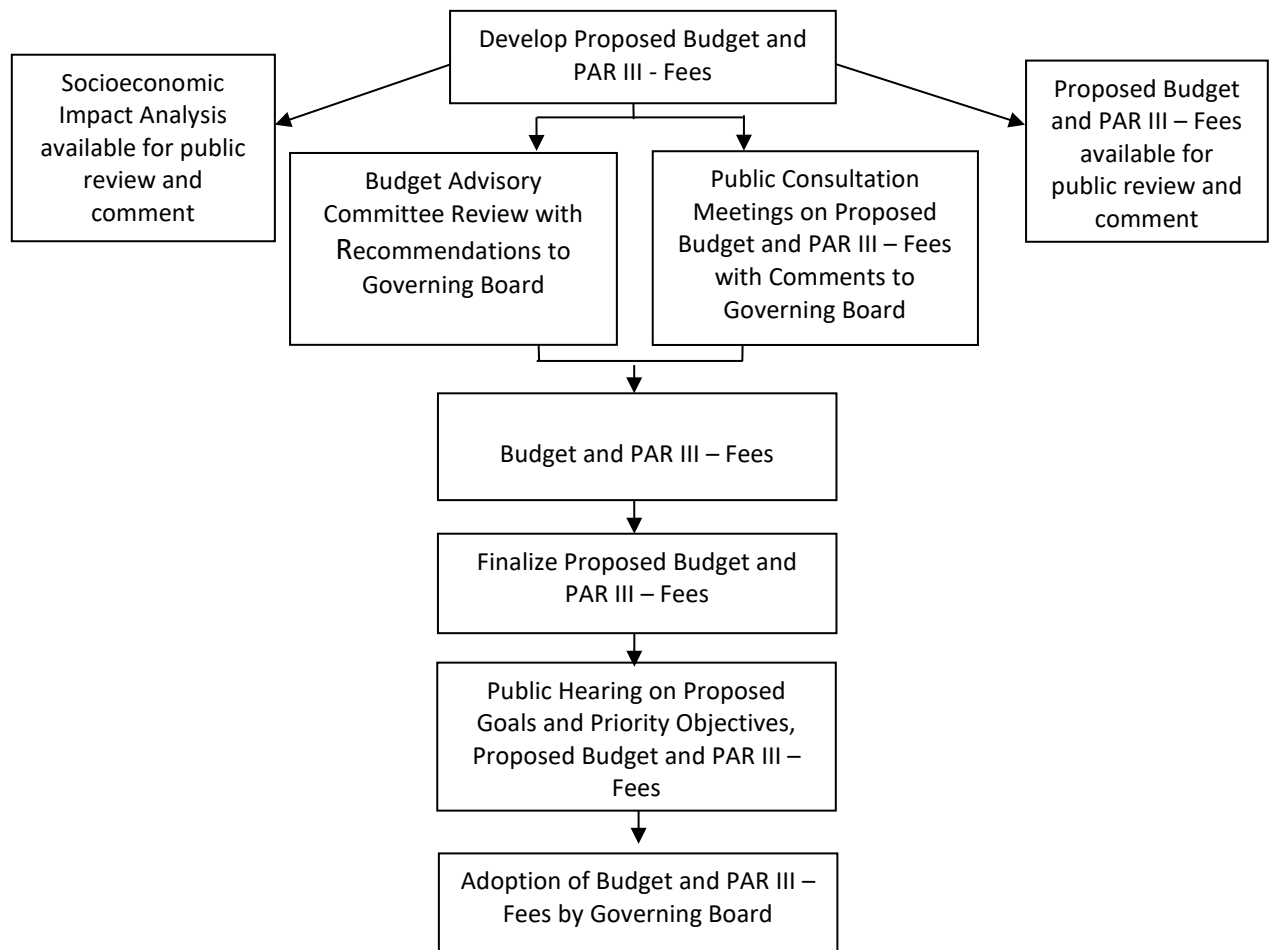 Develop Proposed Budget and
PAR III - Fees
Socioeconomic
Impact Analysis
available for public
review and
comment
Proposed Budget
and PAR III – Fees
available for
public review and
comment
Budget Advisory
Committee Review with
Recommendations to
Governing Board
Public Consultation
Meetings on Proposed
Budget and PAR III – Fees
with Comments to
Governing Board
Budget and PAR III – Fees
Finalize Proposed Budget and
PAR III – Fees
Public Hearing on Proposed
Goals and Priority Objectives,
Proposed Budget and PAR III –
Fees
Adoption of Budget and PAR III –
Fees by Governing Board